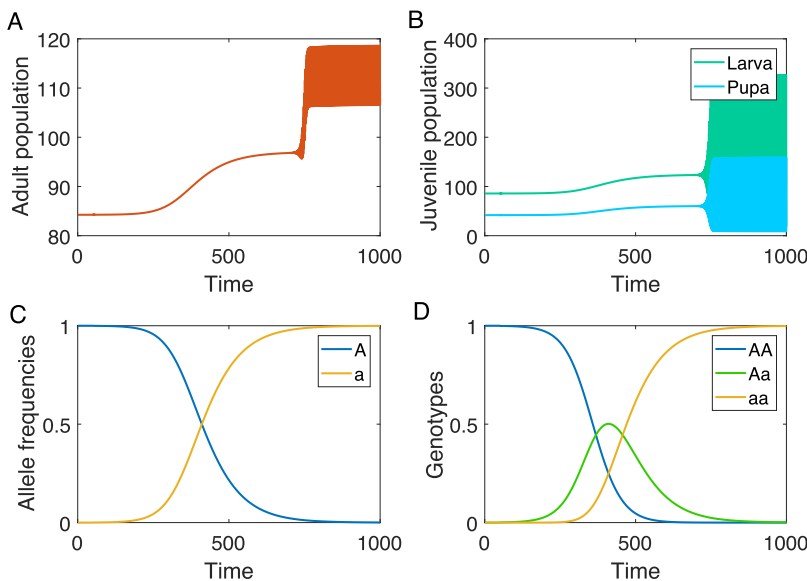 A
Adult population
120
110
100
90
80
0
500
1000
Time
B
Juvenile population
400
300
200
100
0
Larva
Pupa
0
500
1000
Time
C
Allele frequencies
1
0.5
0
A
a
0
500
1000
Time
D
Genotypes
1
0.5
0
AA
Aa
aa
0
500
1000
Time